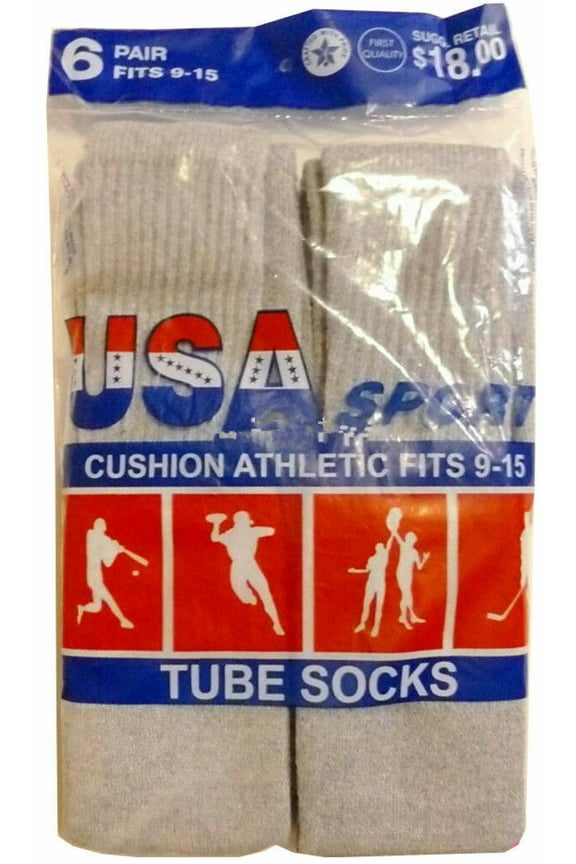 6 PAIR
FITS 9-15
FIRST
QUALITY
SUGG. RETAIL
$18.00
USA
SPORT
CUSHION ATHLETIC FITS 9-15
TUBE SOCKS